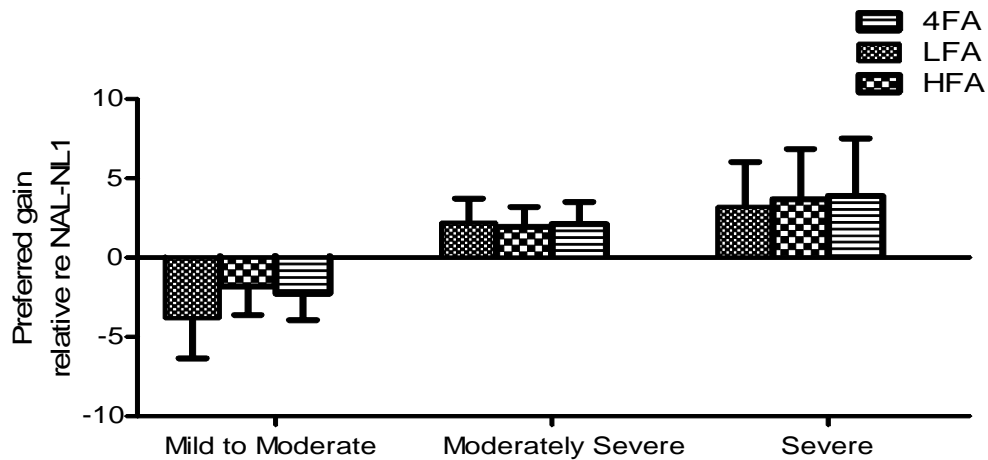 4FA
LFA
HFA
Preferred gain
relative re NAL-NL1
10
5
0
-5
-10
Mild to Moderate
Moderately Severe
Severe